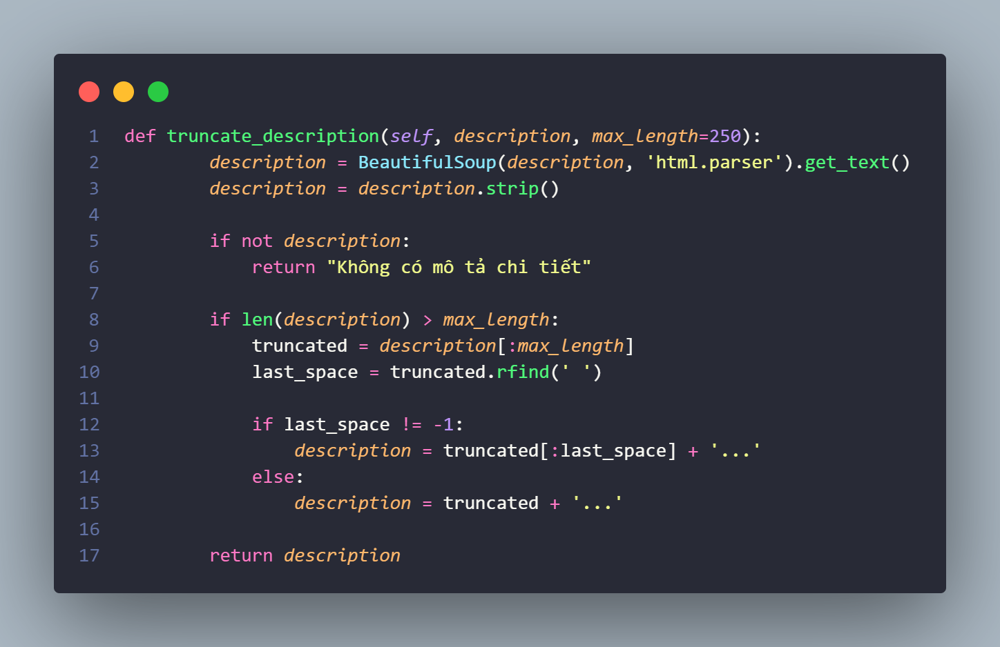 1 def truncate_description(self, description, max_length=250):
2         description = BeautifulSoup(description, 'html.parser').get_text()
3         description = description.strip()
4
5         if not description:
6             return "Không có mô tả chi tiết"
7
8         if len(description) > max_length:
9             truncated = description[:max_length]
10             last_space = truncated.rfind(' ')
11
12             if last_space != -1:
13                 description = truncated[:last_space] + '...'
14             else:
15                 description = truncated + '...'
16
17         return description